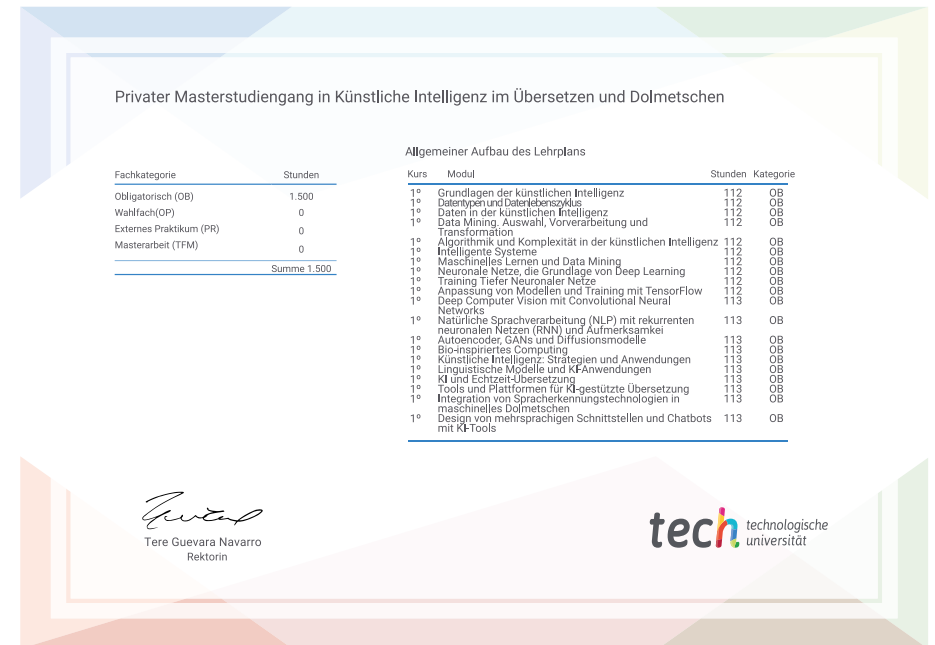 Privater Masterstudiengang in Künstliche Intelligenz im Übersetzen und Dolmetschen
Fachkategorie Stunden
Obligatorisch (OB) 1.500
Wahlfach(OP) 0
Externes Praktikum (PR) 0
Masterarbeit (TFM) 0
Summe 1.500
Allgemeiner Aufbau des Lehrplans
Kurs Modul Stunden Kategorie
1º Grundlagen der künstlichen Intelligenz 112 OB
1º Datentypen und Datenlebenszyklus 112 OB
1º Daten in der künstlichen Intelligenz 112 OB
1º Data Mining. Auswahl, Vorverarbeitung und 112 OB
Transformation
1º Algorithmik und Komplexität in der künstlichen Intelligenz 112 OB
1º Intelligente Systeme 112 OB
1º Maschinelles Lernen und Data Mining 112 OB
1º Neuronale Netze, die Grundlage von Deep Learning 112 OB
1º Training Tiefer Neuronaler Netze 112 OB
1º Anpassung von Modellen und Training mit TensorFlow 112 OB
1º Deep Computer Vision mit Convolutional Neural 113 OB
Networks
1º Natürliche Sprachverarbeitung (NLP) mit rekurrenten 113 OB
neuronalen Netzen (RNN) und Aufmerksamkei
1º Autoencoder, GANs und Diffusionsmodelle 113 OB
1º Bio-inspiriertes Computing 113 OB
1º Künstliche Intelligenz: Strategien und Anwendungen 113 OB
1º Linguistische Modelle und KI-Anwendungen 113 OB
1º KI und Echtzeit-Übersetzung 113 OB
1º Tools und Plattformen für KI-gestützte Übersetzung 113 OB
1º Integration von Spracherkennungstechnologien in 113 OB
maschinelles Dolmetschen
1º Design von mehrsprachigen Schnittstellen und Chatbots 113 OB
mit KI-Tools
Tere Guevara Navarro
Rektorin
tech technologische
universität